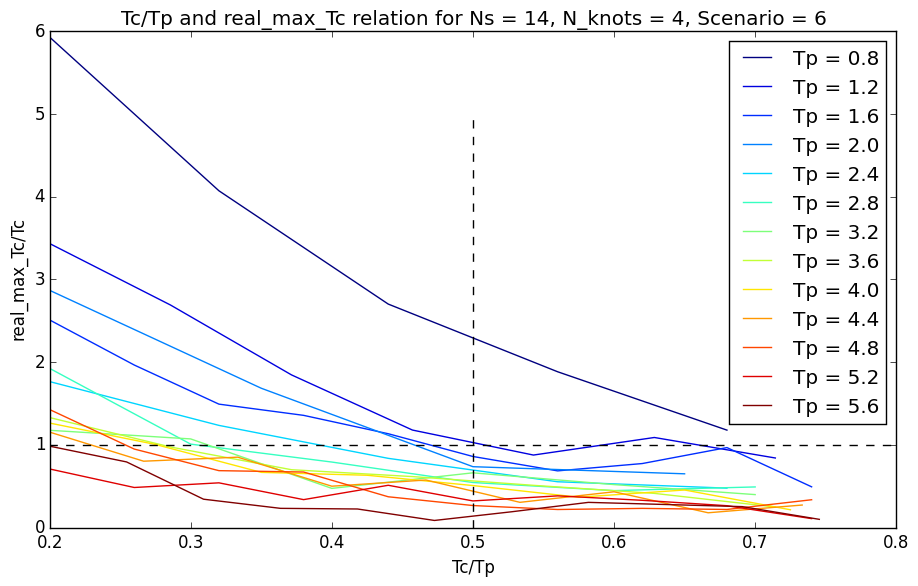 Tc/Tp and real_max_Tc relation for Ns = 14, N_knots = 4, Scenario = 6
6
5
4
3
2
1
0
real_max_Tc/Tc
0.2
0.3
0.4
0.5
0.6
0.7
0.8
Tc/Tp
Tp = 0.8
Tp = 1.2
Tp = 1.6
Tp = 2.0
Tp = 2.4
Tp = 2.8
Tp = 3.2
Tp = 3.6
Tp = 4.0
Tp = 4.4
Tp = 4.8
Tp = 5.2
Tp = 5.6